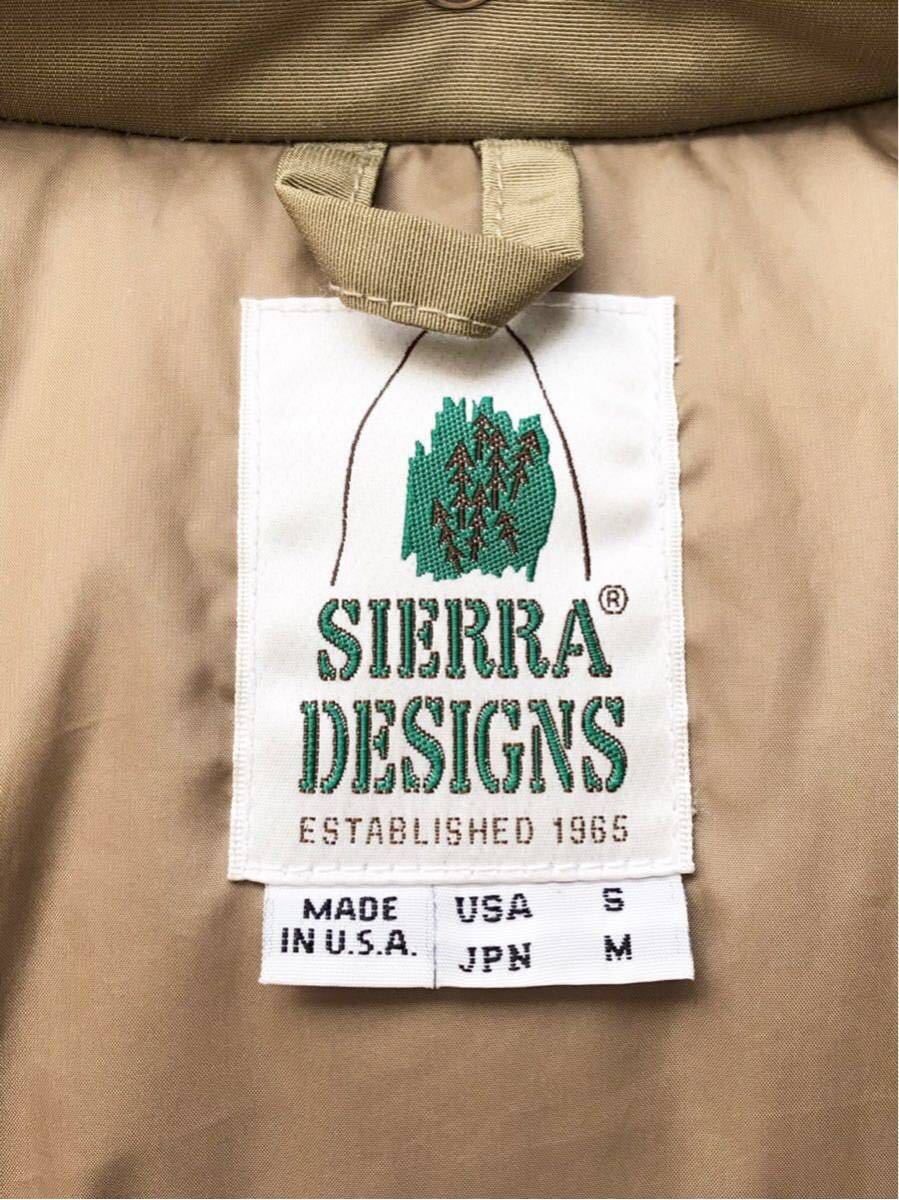 SIERRA®
DESIGNS
ESTABLISHED 1965
MADE
IN U.S.A.
USA S
JPN M